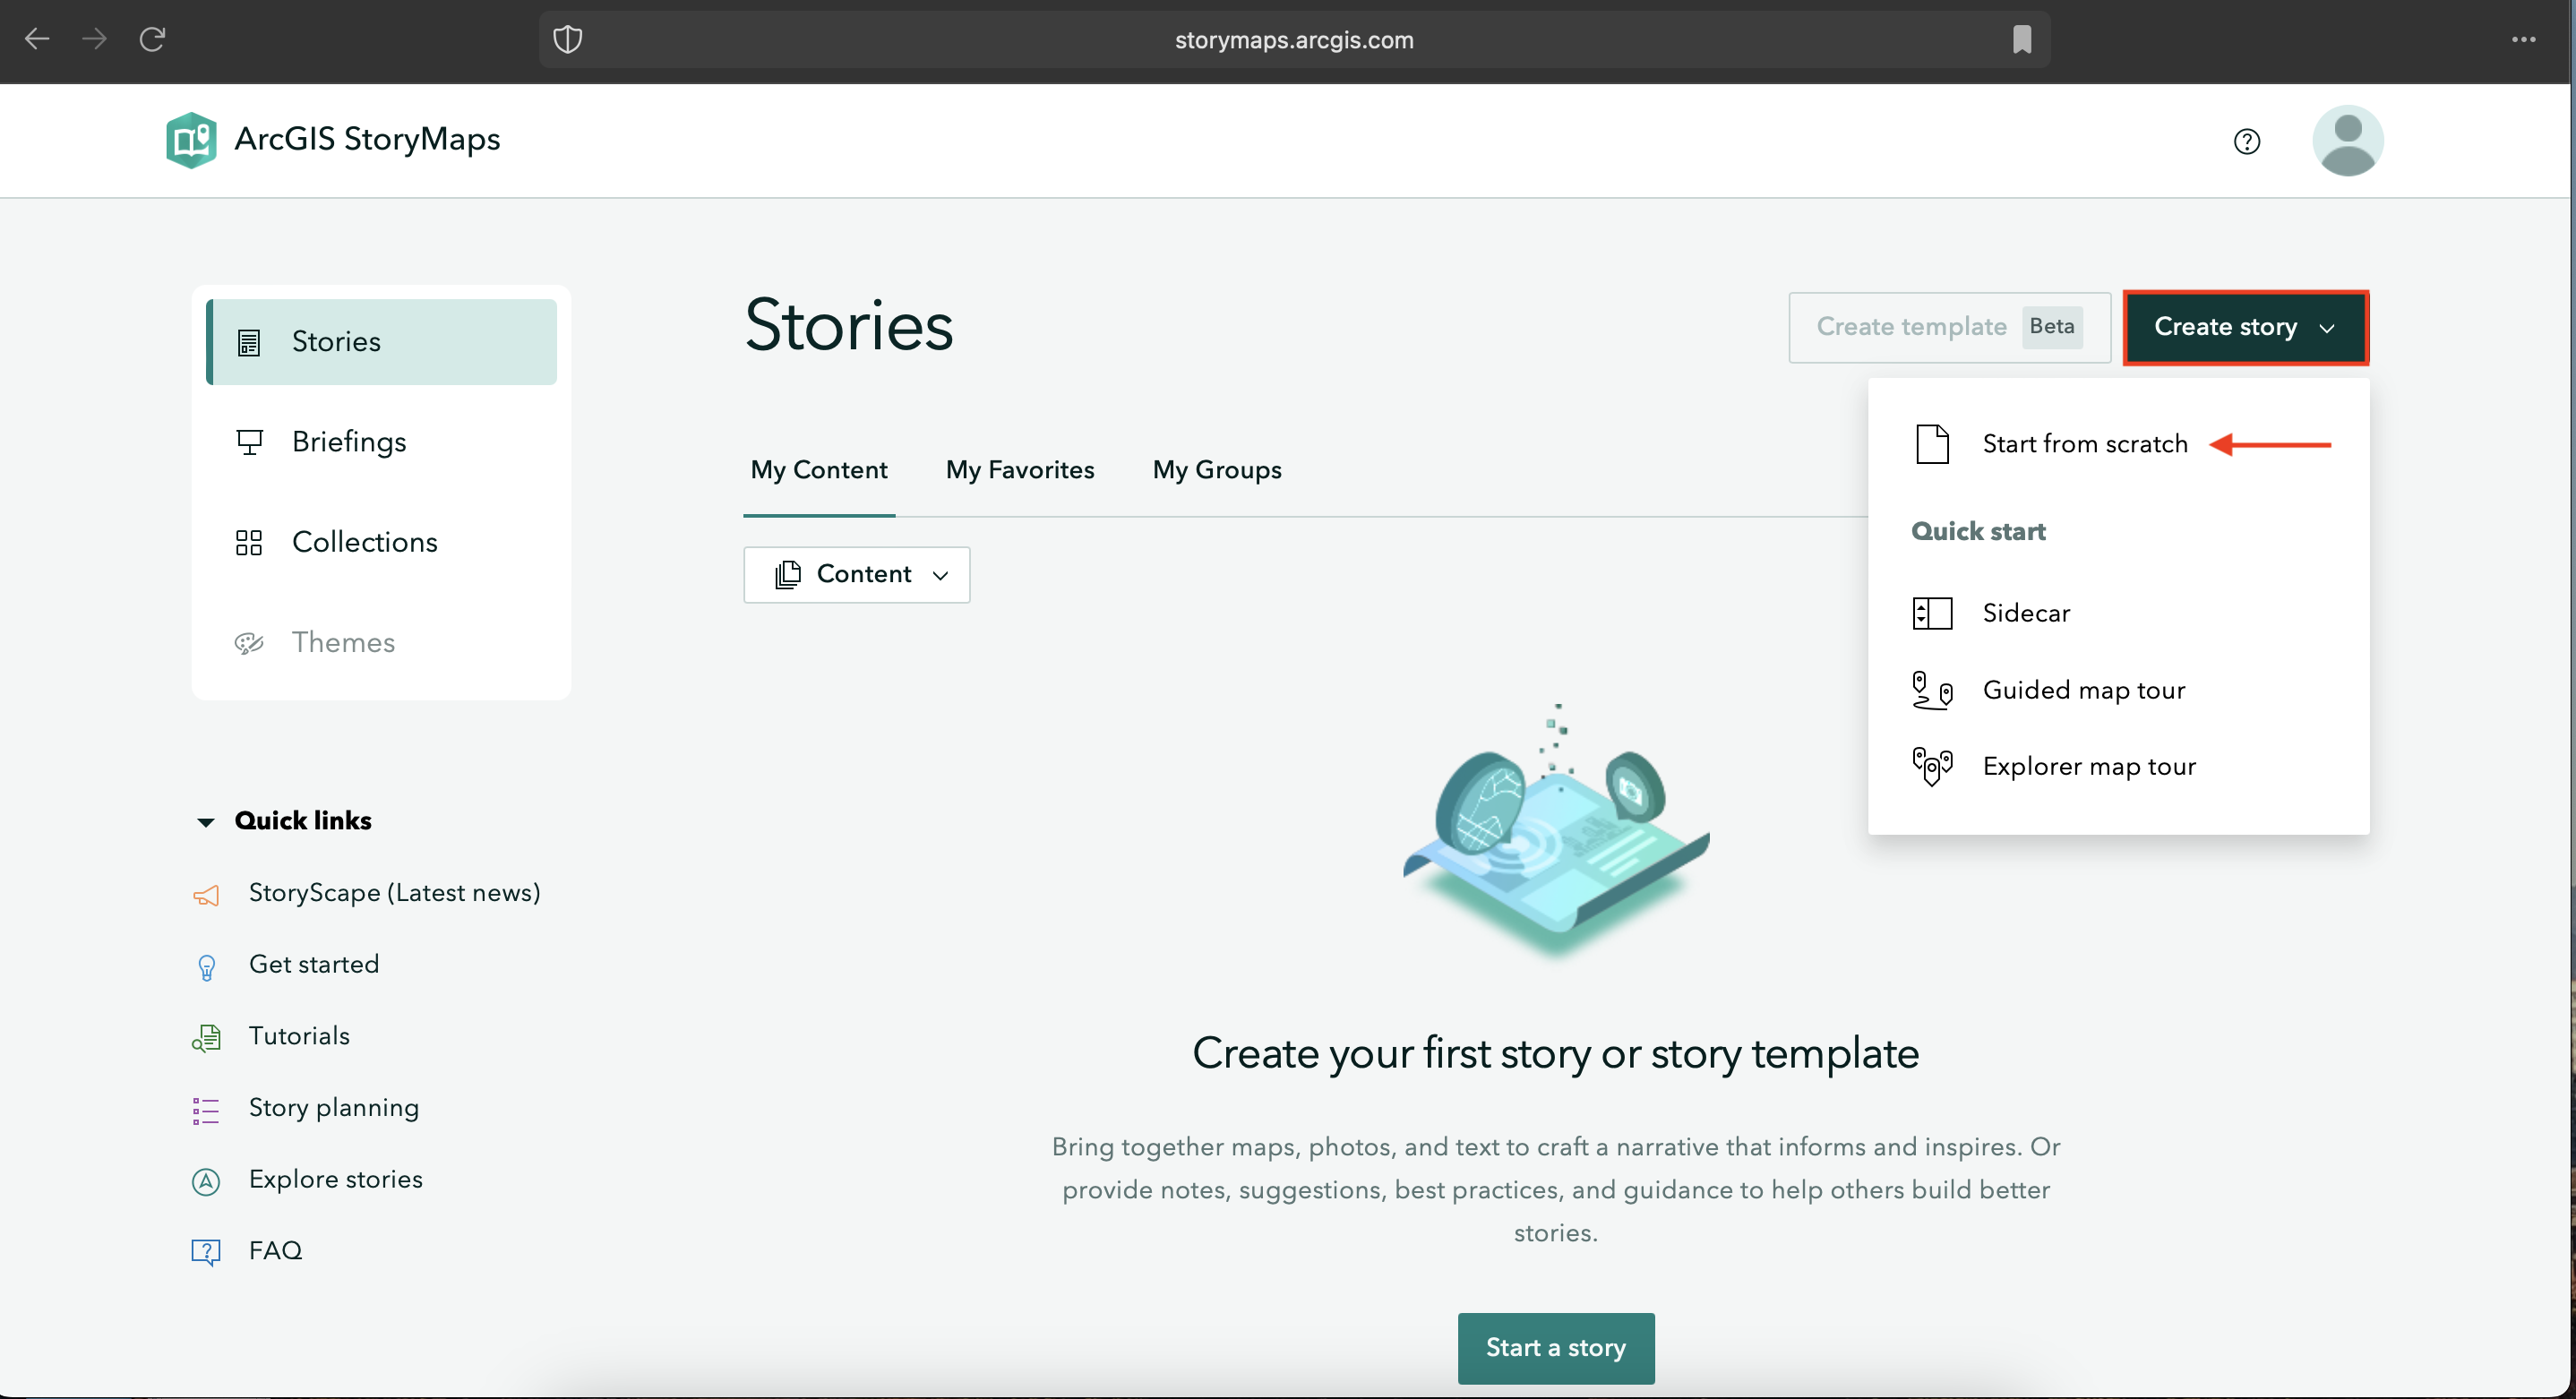 storymaps.arcgis.com
ArcGIS StoryMaps
Stories
Briefings
Collections
Themes
Quick links
StoryScape (Latest news)
Get started
Tutorials
Story planning
Explore stories
FAQ
Stories
Create template Beta
Create story
My Content
My Favorites
My Groups
Content
Start from scratch
Quick start
Sidecar
Guided map tour
Explorer map tour
Create your first story or story template
Bring together maps, photos, and text to craft a narrative that informs and inspires. Or
provide notes, suggestions, best practices, and guidance to help others build better
stories.
Start a story